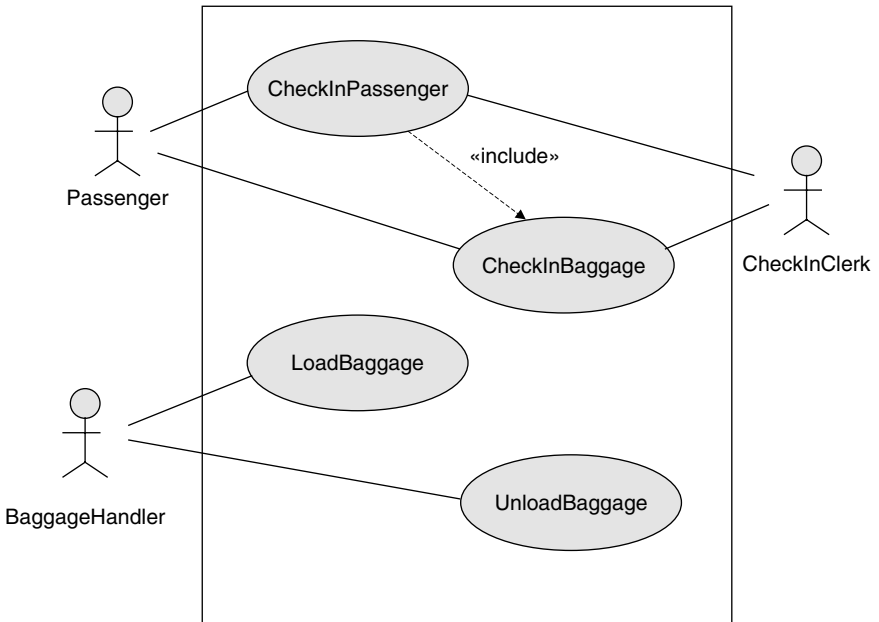 CheckInPassenger
«include»
Passenger
CheckInBaggage
CheckInClerk
LoadBaggage
UnloadBaggage
BaggageHandler